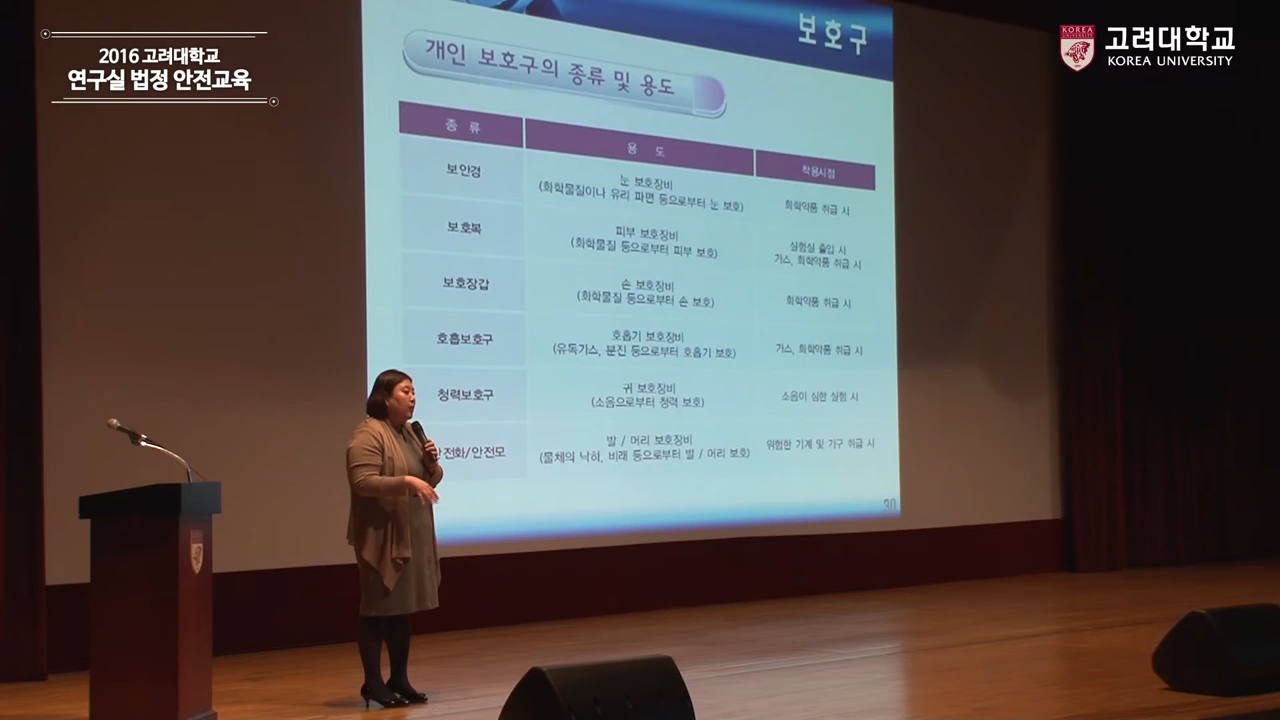 2016 고려대학교
연구실 법정 안전교육
KOREA
UNIVERSITY
고려대학교
KOREA UNIVERSITY
보호구
개인 보호구의 종류 및 용도
종 류
용 도
착용시점
보안경
눈 보호장비
(화학물질이나 유리 파편 등으로부터 눈 보호)
화학약품 취급 시
보호복
피부 보호장비
(화학물질 등으로부터 피부 보호)
실험실 출입 시
가스, 화학약품 취급 시
보호장갑
손 보호장비
(화학물질 등으로부터 손 보호)
화학약품 취급 시
호흡보호구
호흡기 보호장비
(유독가스, 분진 등으로부터 호흡기 보호)
가스, 화학약품 취급 시
청력보호구
귀 보호장비
(소음으로부터 청력 보호)
소음이 심한 실험 시
안전화/안전모
발 / 머리 보호장비
(물체의 낙하, 비래 등으로부터 발 / 머리 보호)
위험한 기계 및 기구 취급 시
30